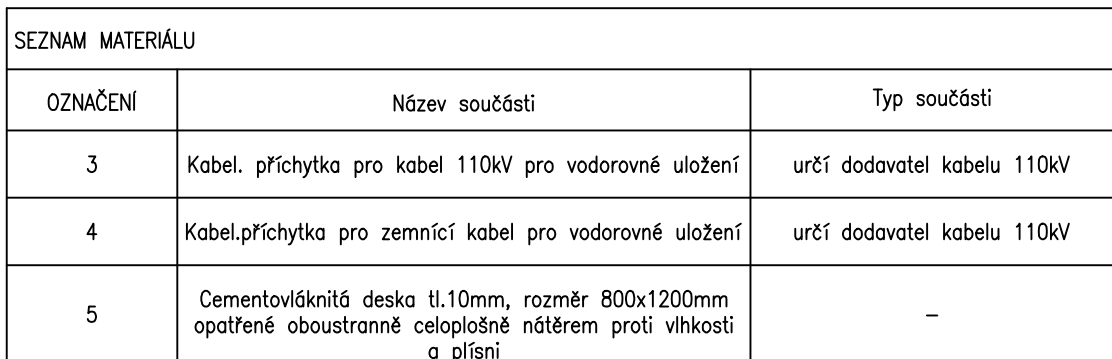 SEZNAM MATERIÁLU
OZNAČENÍ Název součásti Typ součásti
3 Kabel. příchytka pro kabel 110kV pro vodorovné uložení určí dodavatel kabelu 110kV
4 Kabel.příchytka pro zemnící kabel pro vodorovné uložení určí dodavatel kabelu 110kV
Cementovláknitá deska tl.10mm, rozměr 800x1200mm
5 opatřené oboustranně celoplošně nátěrem proti vlhkosti –
a plísni